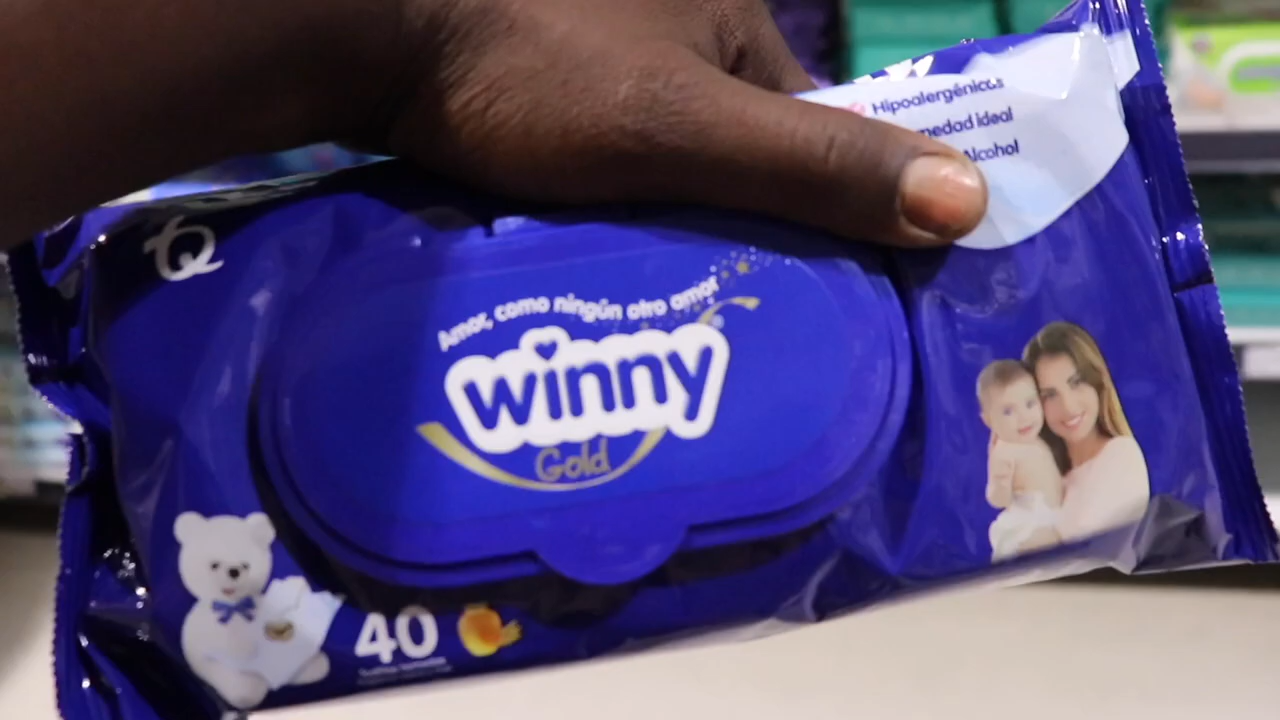 Hipoalergénicas
medad ideal
Alcohol
Amor, como ningún otro amor
winny
Gold
40